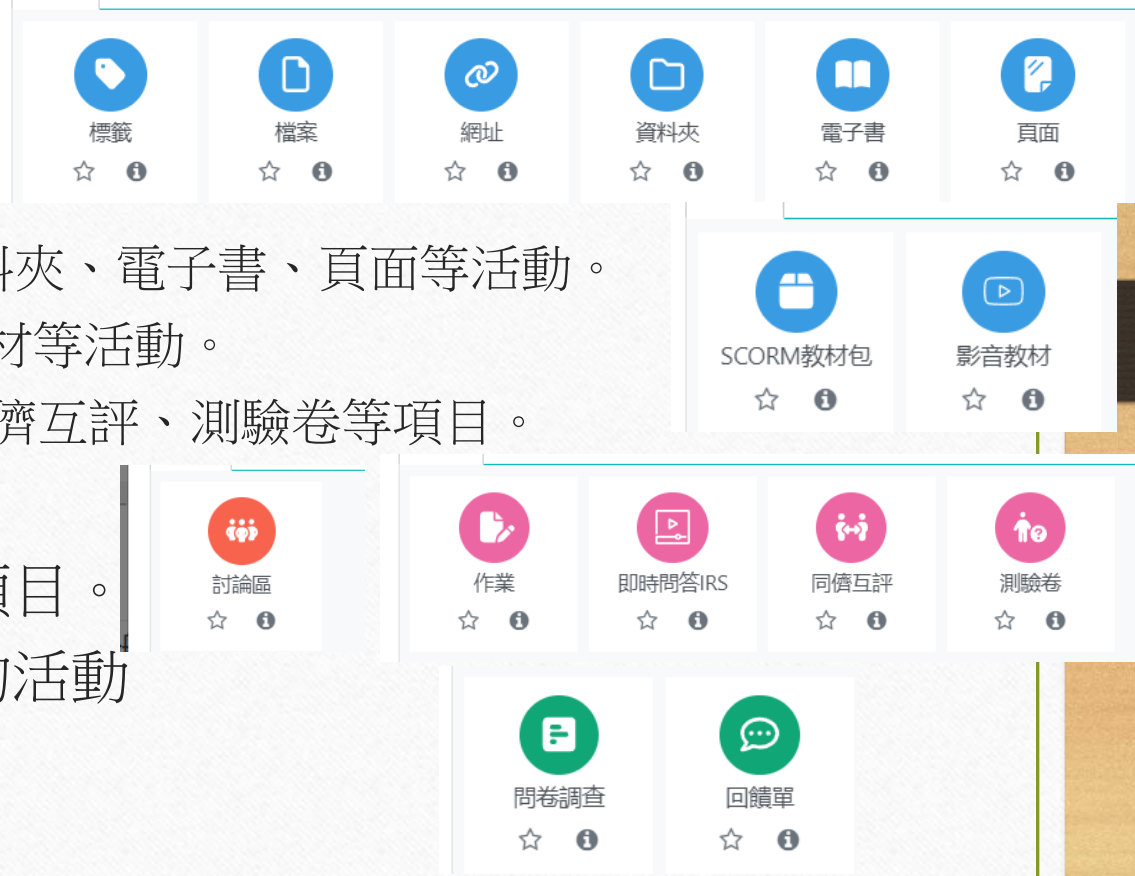 標籤
檔案
網址
資料夾
電子書
頁面
料夾、電子書、頁面等活動。
材等活動。
儕互評、測驗卷等項目。
SCORM教材包
影音教材
討論區
作業
即時問答IRS
同儕互評
測驗卷
項目。
的活動
問卷調查
回饋單